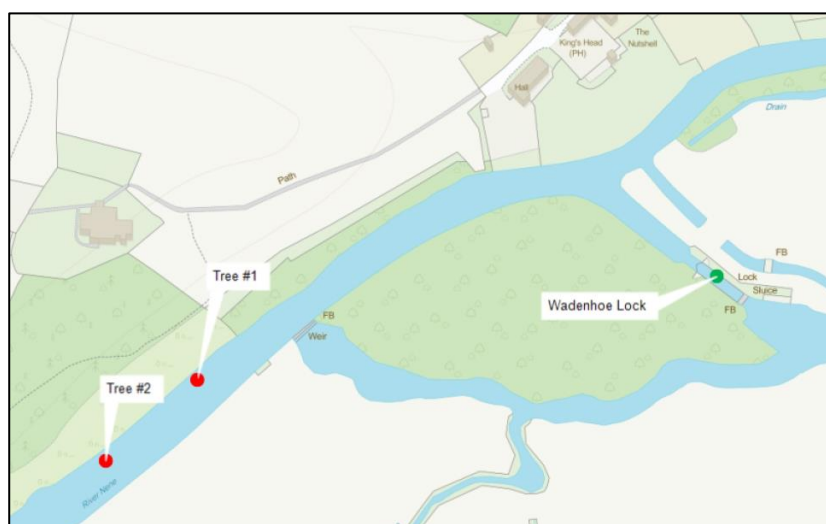 King's Head
(PH)
The
Nutshell
Hall
Drain
Path
Tree #1
FB
Lock
Sluice
Wadenhoe Lock
FB
FB
Weir
Tree #2
River Nene